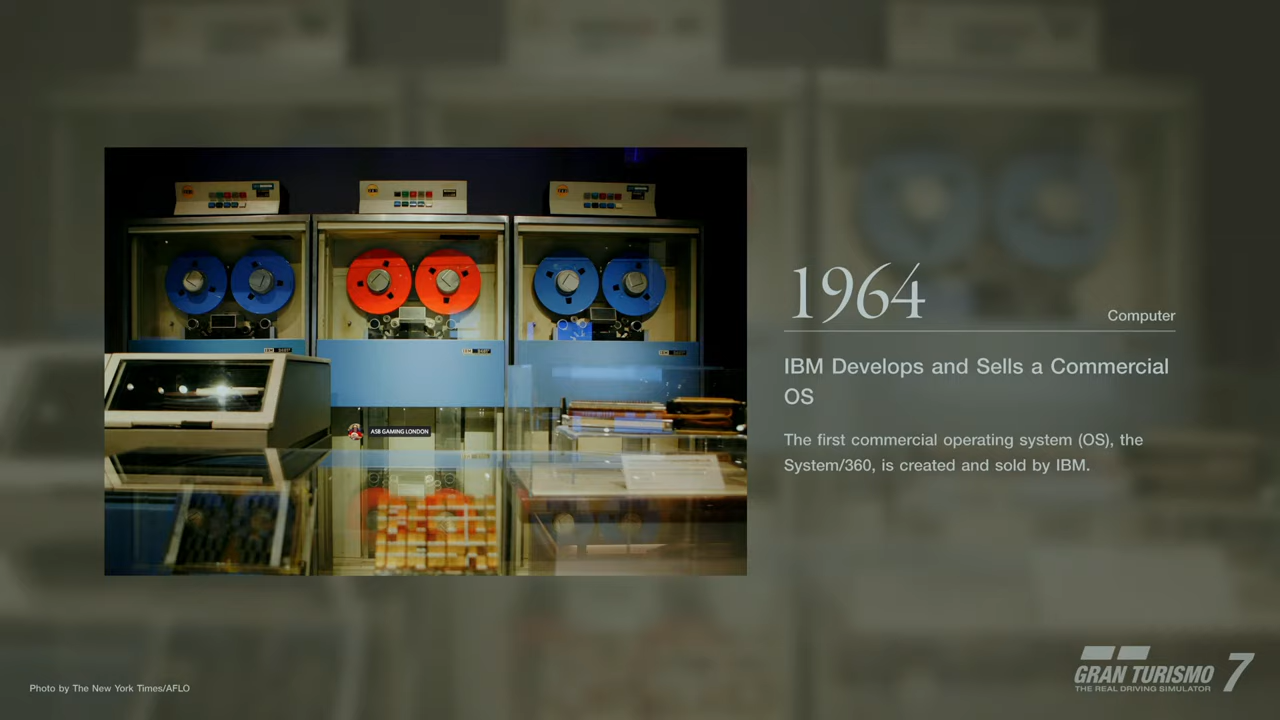 1964
Computer
IBM Develops and Sells a Commercial
OS
The first commercial operating system (OS), the
System/360, is created and sold by IBM.
ASB GAMING LONDON
Photo by The New York Times/AFLO
GRAN TURISMO 7
THE REAL DRIVING SIMULATOR